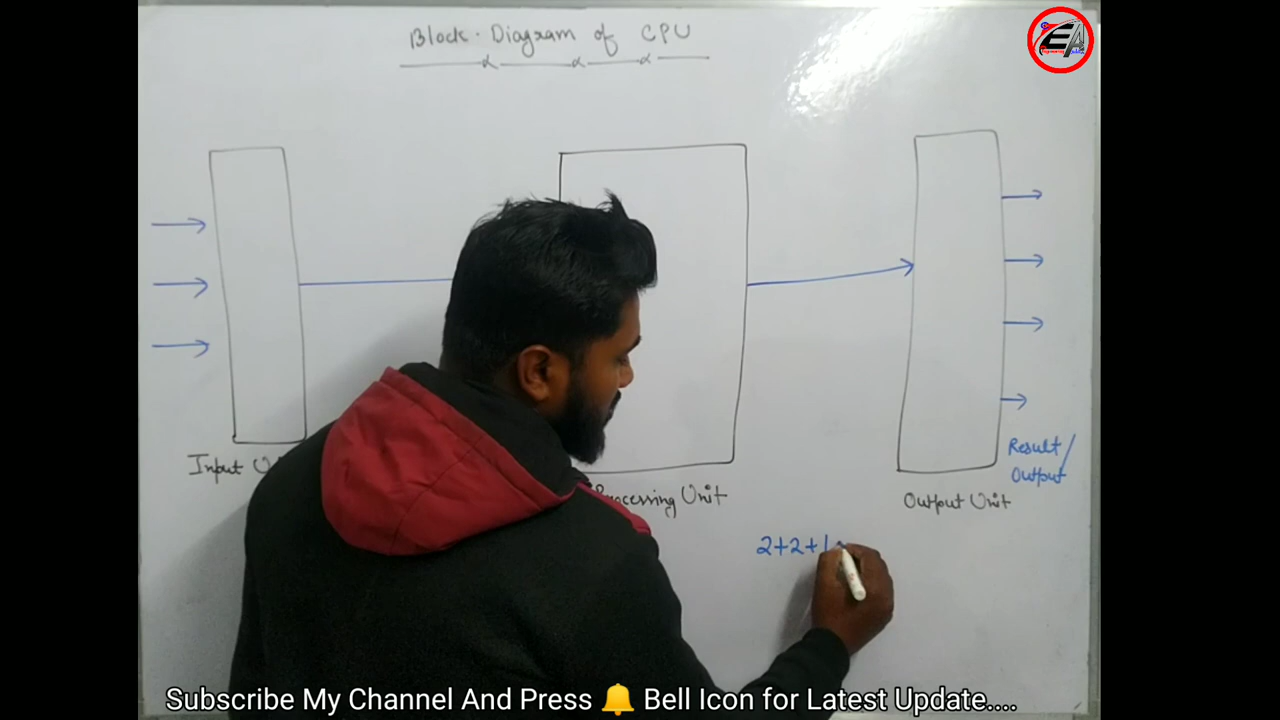 Block Diagram of CPU
Input
Processing Unit
Output Unit
Result/
Output
2+2+1
EA
Subscribe My Channel And Press 🔔 Bell Icon for Latest Update....